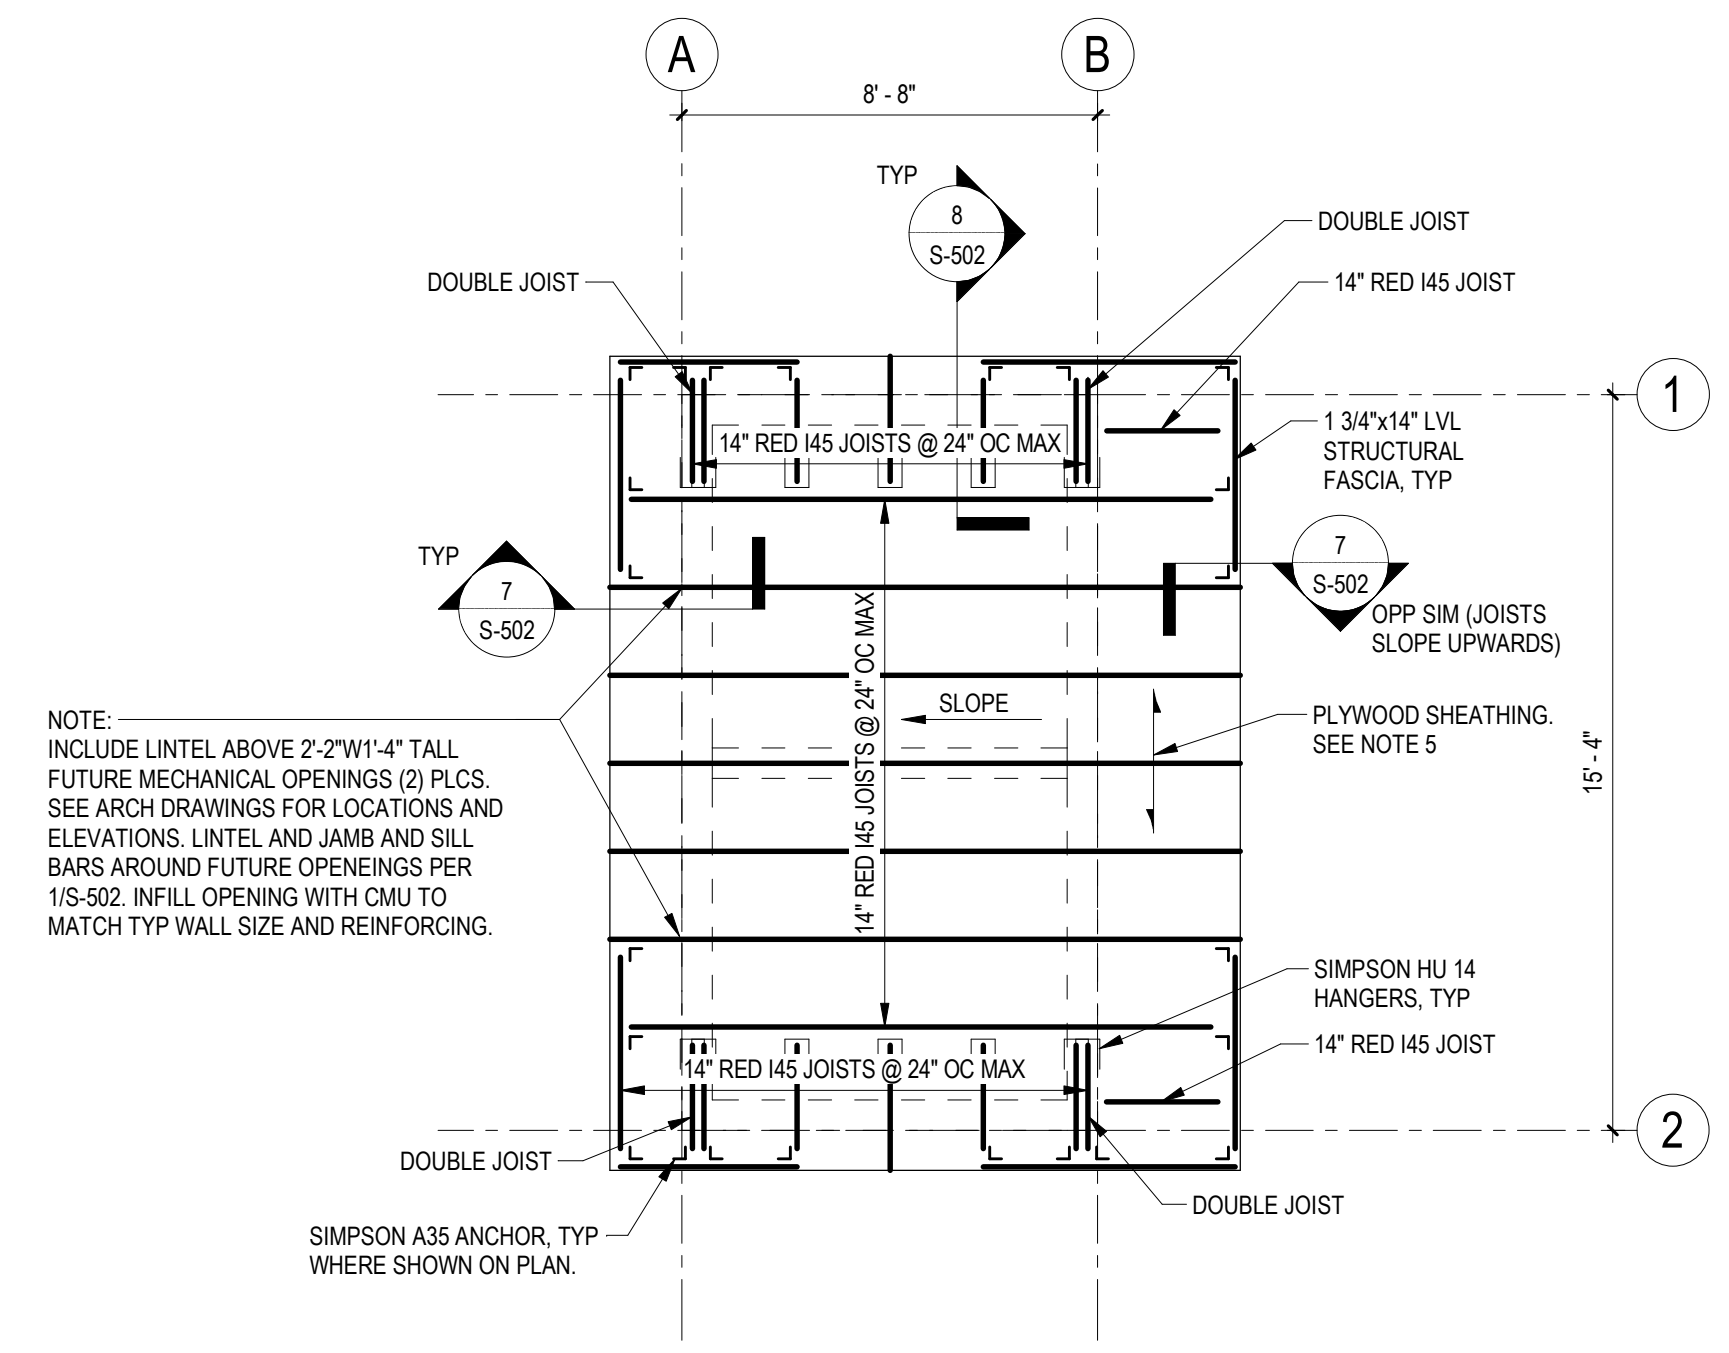 A
B
8' - 8"
TYP
8
S-502
DOUBLE JOIST
DOUBLE JOIST
14" RED I45 JOIST
1
14" RED I45 JOISTS @ 24" OC MAX
1 3/4"x14" LVL
STRUCTURAL
FASCIA, TYP
TYP
7
S-502
7
S-502
OPP SIM (JOISTS
SLOPE UPWARDS)
14" RED I45 JOISTS @ 24" OC MAX
SLOPE
NOTE:
INCLUDE LINTEL ABOVE 2'-2"W1'-4" TALL
FUTURE MECHANICAL OPENINGS (2) PLCS.
SEE ARCH DRAWINGS FOR LOCATIONS AND
ELEVATIONS. LINTEL AND JAMB AND SILL
BARS AROUND FUTURE OPENEINGS PER
1/S-502. INFILL OPENING WITH CMU TO
MATCH TYP WALL SIZE AND REINFORCING.
PLYWOOD SHEATHING.
SEE NOTE 5
15' - 4"
SIMPSON HU 14
HANGERS, TYP
14" RED I45 JOIST
14" RED I45 JOISTS @ 24" OC MAX
2
DOUBLE JOIST
DOUBLE JOIST
SIMPSON A35 ANCHOR, TYP
WHERE SHOWN ON PLAN.